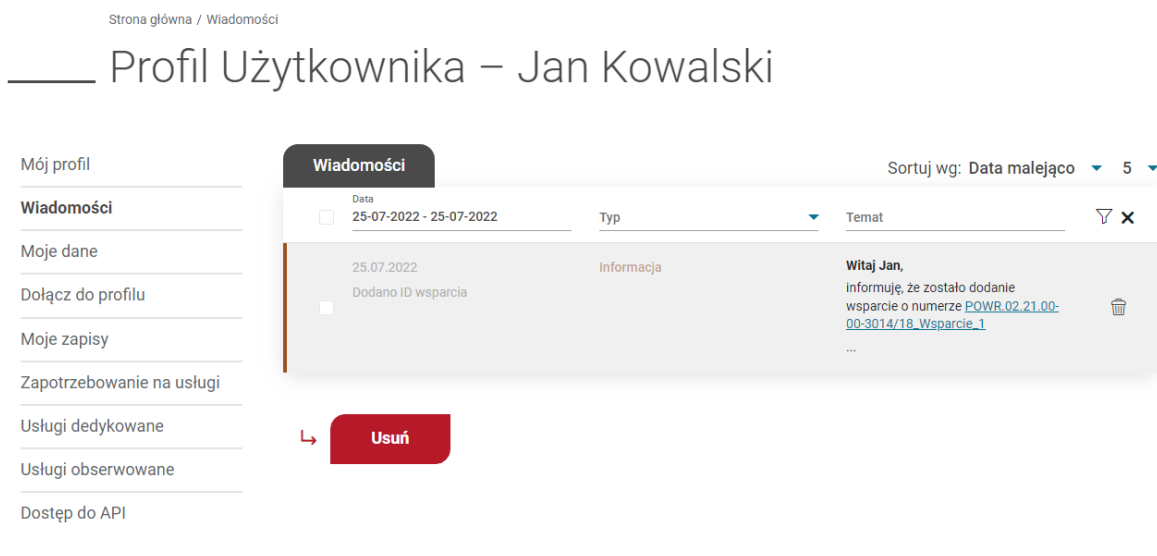 Strona główna / Wiadomości
Profil Użytkownika – Jan Kowalski
Mój profil
Wiadomości
Moje dane
Dołącz do profilu
Moje zapisy
Zapotrzebowanie na usługi
Usługi dedykowane
Usługi obserwowane
Dostęp do API
Wiadomości
Sortuj wg: Data malejąco 5
Data
25-07-2022 - 25-07-2022
Typ
Temat
25.07.2022
Dodano ID wsparcia
Informacja
Witaj Jan,
informuję, że zostało dodanie
wsparcie o numerze POWR.02.21.00-
00-3014/18_Wsparcie_1
...
Usuń